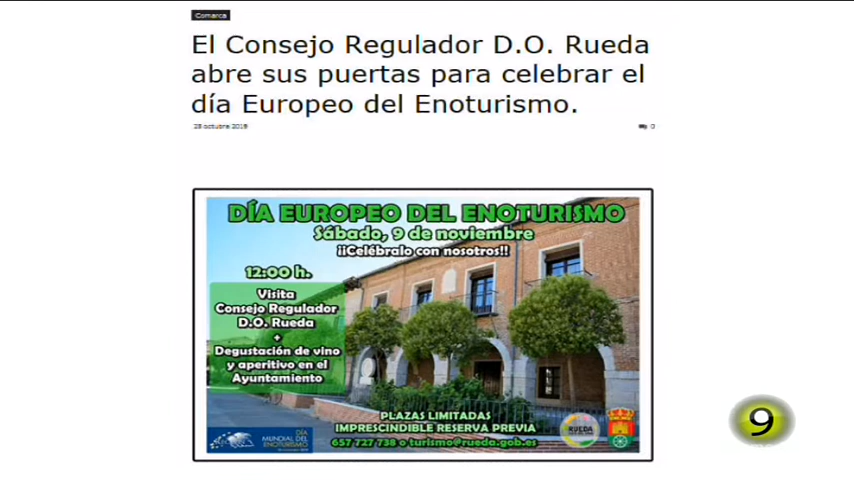 Comarca
El Consejo Regulador D.O. Rueda
abre sus puertas para celebrar el
día Europeo del Enoturismo.
28 octubre 2019
0
DÍA EUROPEO DEL ENOTURISMO
Sábado, 9 de noviembre
¡¡Celébralo con nosotros!!
12:00 h.
Visita
Consejo Regulador
D.O. Rueda
+
Degustación de vino
y aperitivo en el
Ayuntamiento
PLAZAS LIMITADAS
IMPRESCINDIBLE RESERVA PREVIA
657 727 738 o turismo@rueda.gob.es
DÍA
MUNDIAL DEL
ENOTURISMO
RUEDA
9